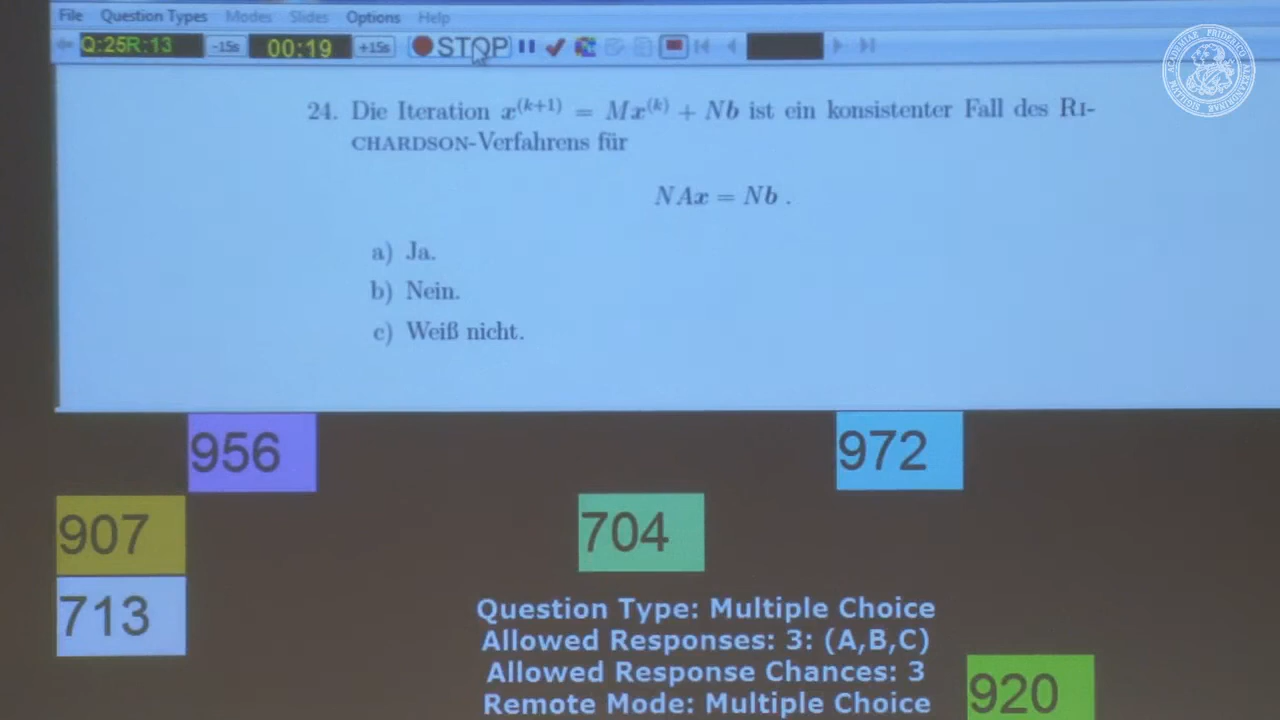 File Question Types Modes Slides Options Help
Q:25R:13 -15s 00:19 +15s STOP
24. Die Iteration x^(k+1) = Mx^(k) + Nb ist ein konsistenter Fall des RI-
CHARDSON-Verfahrens für
NAx = Nb .
a) Ja.
b) Nein.
c) Weiß nicht.
956
972
907
704
713
Question Type: Multiple Choice
Allowed Responses: 3: (A,B,C)
Allowed Response Chances: 3
920
Remote Mode: Multiple Choice